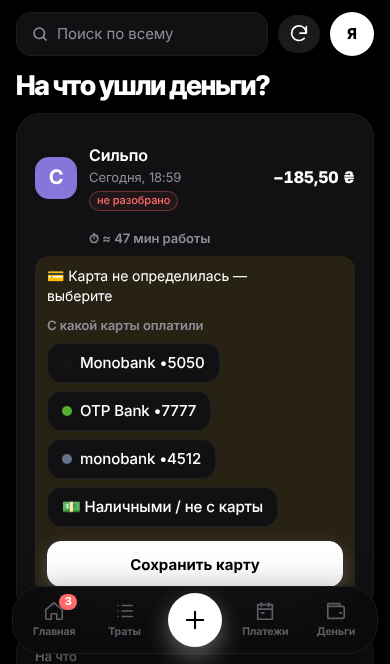 Поиск по всему
Я
На что ушли деньги?
С
Сильпо
Сегодня, 18:59
−185,50 ₴
не разобрано
⏱ ≈ 47 мин работы
💳 Карта не определилась —
выберите
С какой карты оплатили
Monobank •5050
OTP Bank •7777
monobank •4512
💵 Наличными / не с карты
Сохранить карту
3
Главная
Траты
Платежи
Деньги
На что